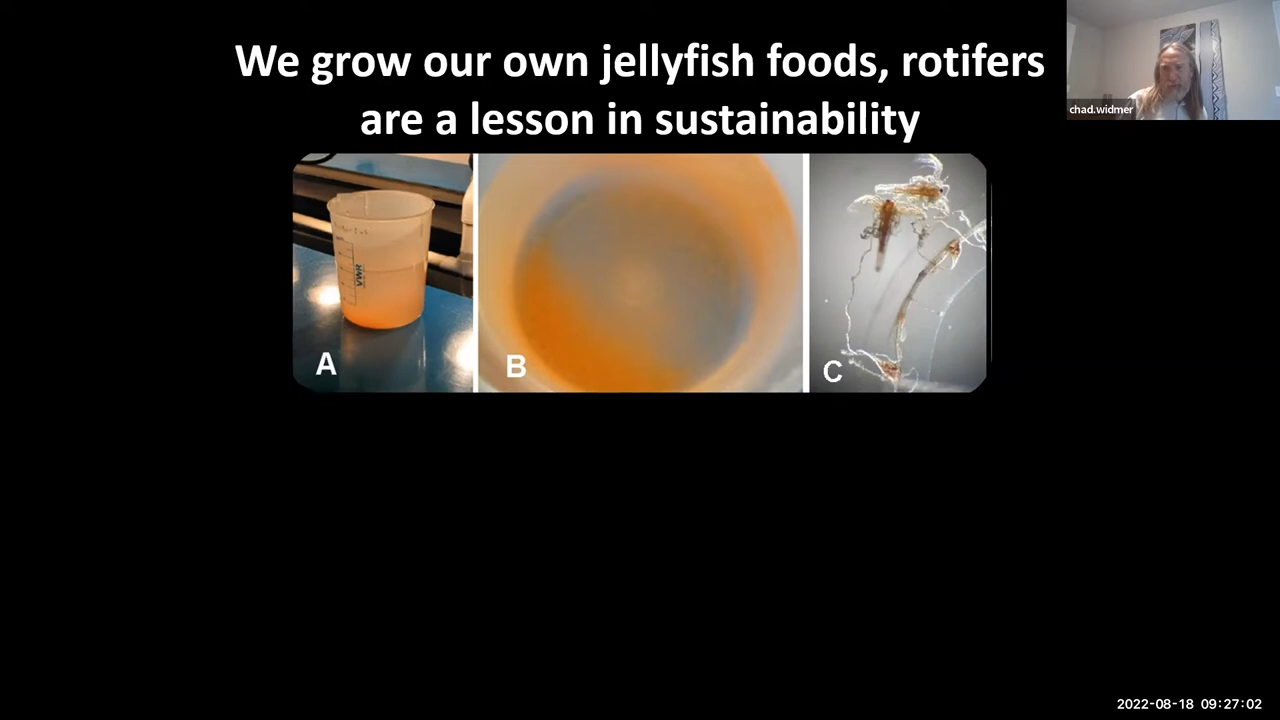 We grow our own jellyfish foods, rotifers
are a lesson in sustainability
chad.widmer
VWR
A
B
C
2022-08-18 09:27:02